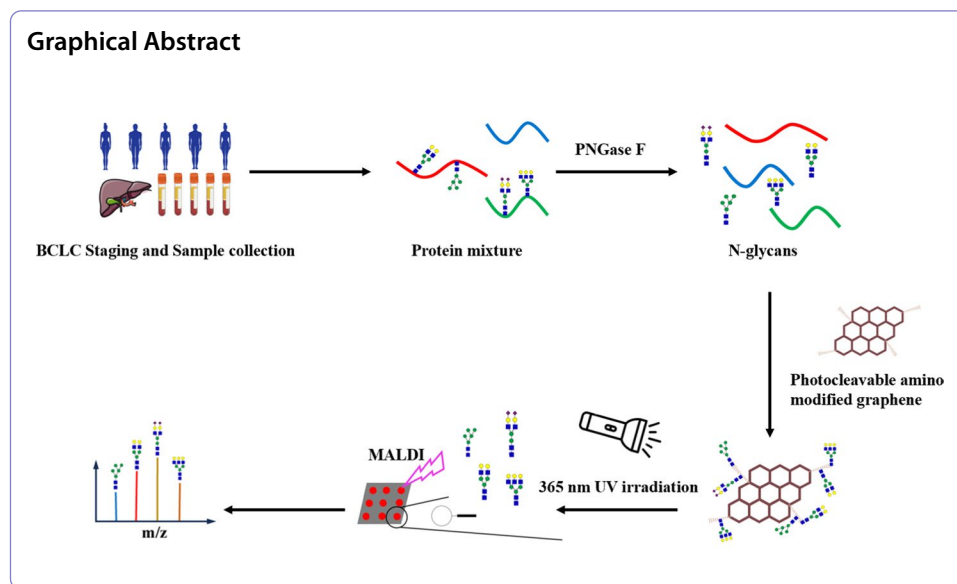 Graphical Abstract
BCLC Staging and Sample collection
Protein mixture
PNGase F
N-glycans
Photocleavable amino
modified graphene
365 nm UV irradiation
MALDI
m/z